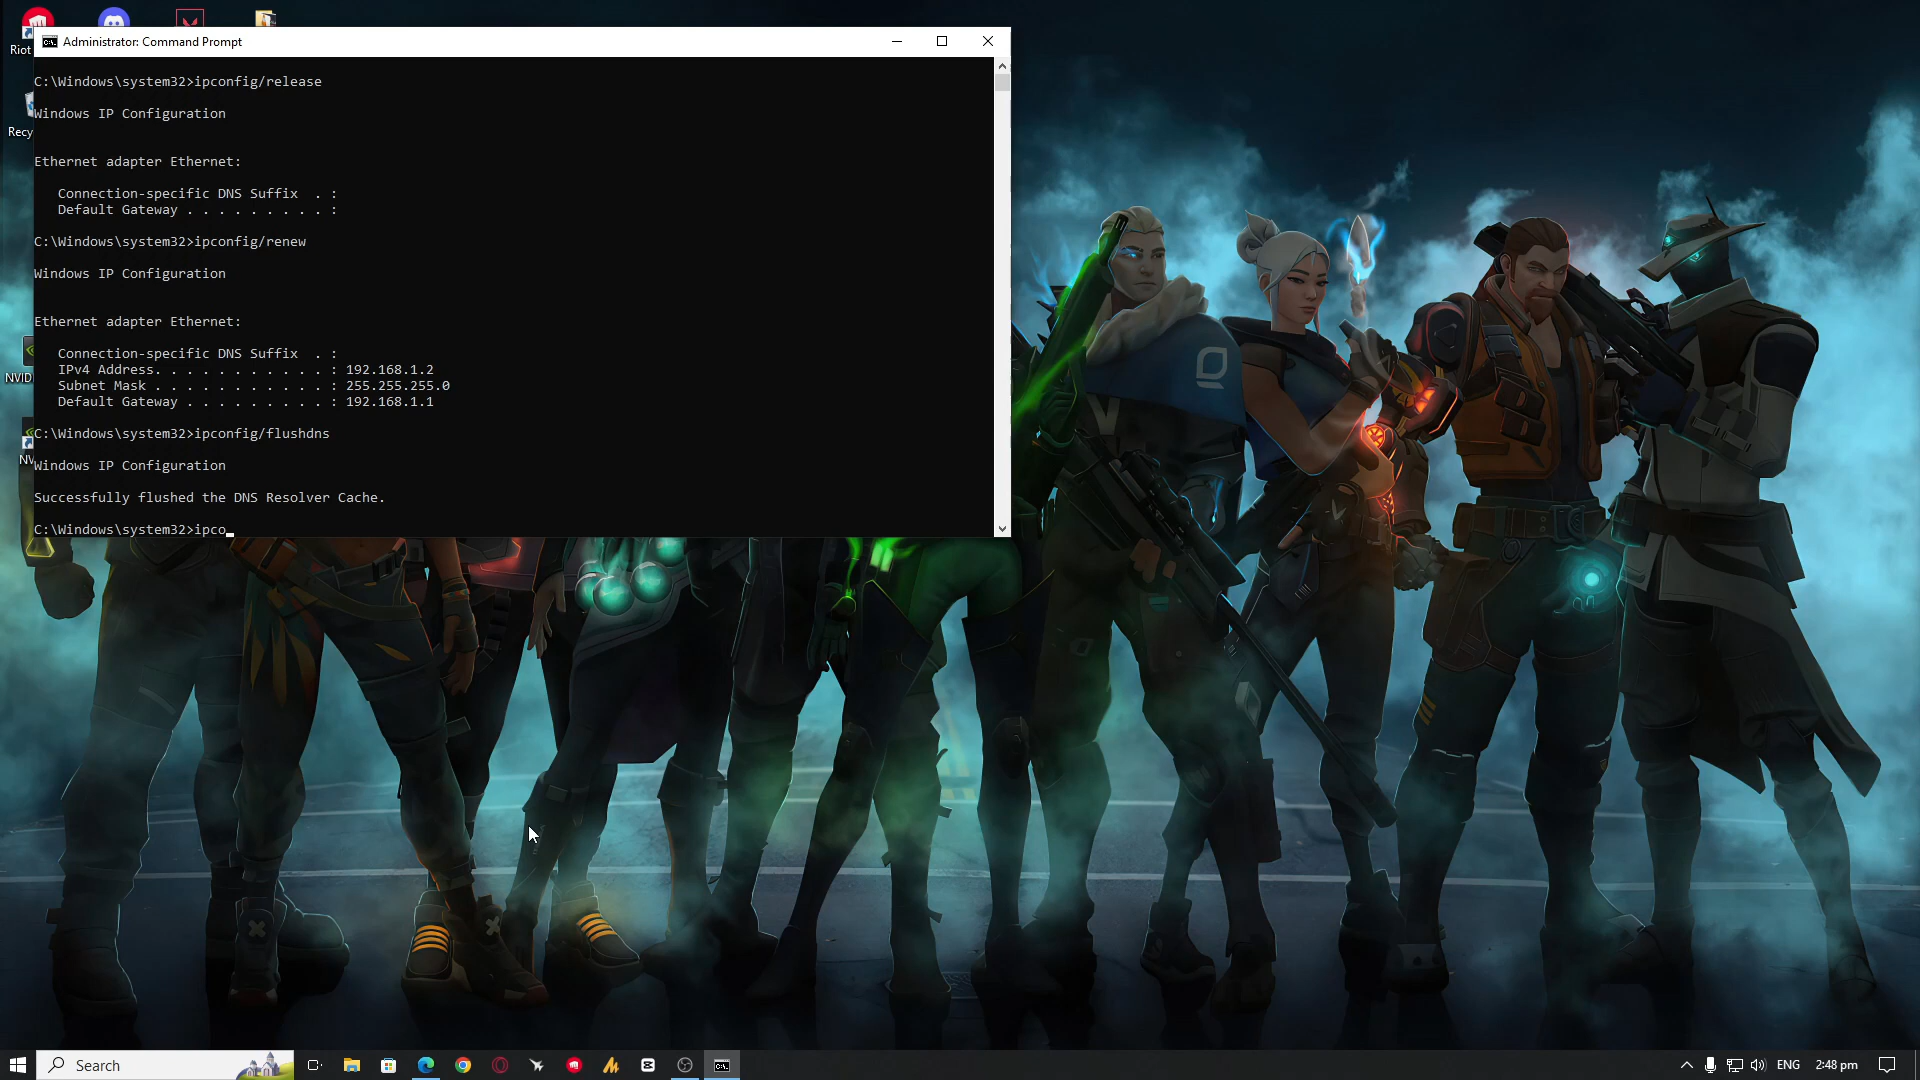 Riot
Administrator: Command Prompt
C:\Windows\system32>ipconfig/release
Windows IP Configuration
Recy
Ethernet adapter Ethernet:
Connection-specific DNS Suffix . :
Default Gateway . . . . . . . . . :
C:\Windows\system32>ipconfig/renew
Windows IP Configuration
Ethernet adapter Ethernet:
Connection-specific DNS Suffix . :
IPv4 Address. . . . . . . . . . . : 192.168.1.2
NVID
Subnet Mask . . . . . . . . . . . : 255.255.255.0
Default Gateway . . . . . . . . . : 192.168.1.1
C:\Windows\system32>ipconfig/flushdns
NV
Windows IP Configuration
Successfully flushed the DNS Resolver Cache.
C:\Windows\system32>ipco_
Search
ENG
2:48 pm